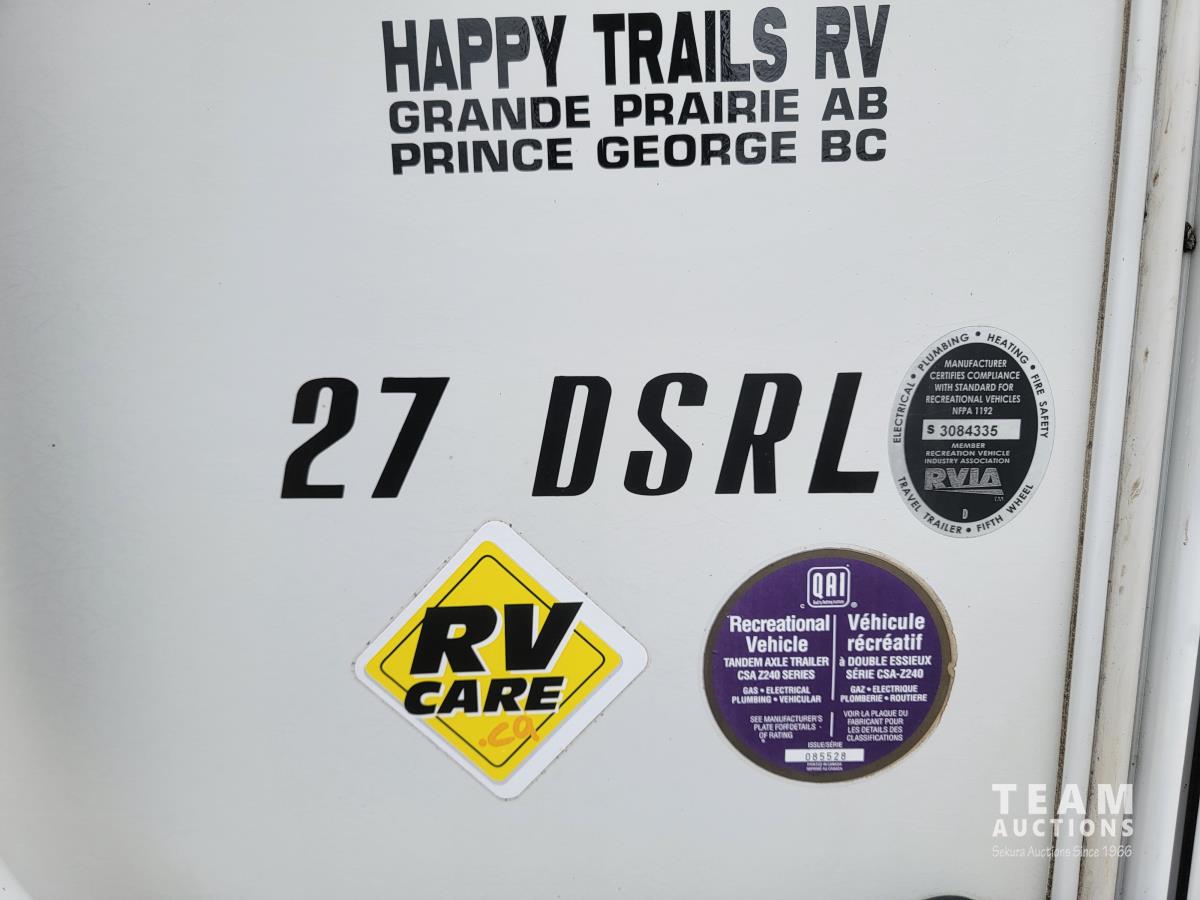 HAPPY TRAILS RV
GRANDE PRAIRIE AB
PRINCE GEORGE BC
27 DSRL
ELECTRICAL • PLUMBING • HEATING • FIRE SAFETY
MANUFACTURER
CERTIFIES COMPLIANCE
WITH STANDARD FOR
RECREATIONAL VEHICLES
NFPA 1192
S 3084335
MEMBER
RECREATION VEHICLE
INDUSTRY ASSOCIATION
RVIA
TM
D
TRAVEL TRAILER • FIFTH WHEEL
RV
CARE
.ca
QAI
Recreational
Vehicle
TANDEM AXLE TRAILER
CSA Z240 SERIES
GAS • ELECTRICAL
PLUMBING • VEHICULAR
SEE MANUFACTURER'S
PLATE FOR DETAILS
OF RATING
Véhicule
récréatif
à DOUBLE ESSIEUX
SÉRIE CSA-Z240
GAZ • ELECTRIQUE
PLOMBERIE • ROUTIERE
VOIR LA PLAQUE DU
FABRICANT POUR
LES DETAILS DES
CLASSIFICATIONS
ISSUE/SÉRIE
085528
PRINTED IN CANADA
TEAM
AUCTIONS
Sekura Auctions Since 1966